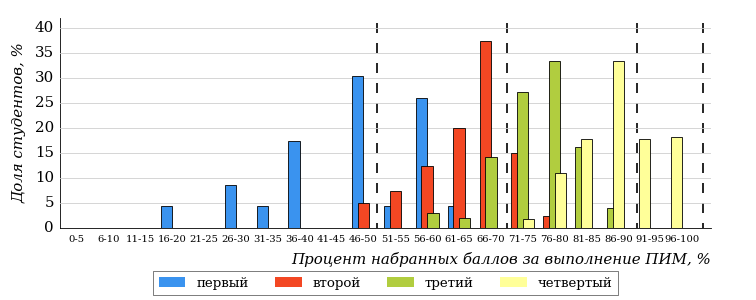 Доля студентов, %
40
35
30
25
20
15
10
5
0
0-5 6-10 11-15 16-20 21-25 26-30 31-35 36-40 41-45 46-50 51-55 56-60 61-65 66-70 71-75 76-80 81-85 86-90 91-95 96-100
Процент набранных баллов за выполнение ПИМ, %
первый второй третий четвертый